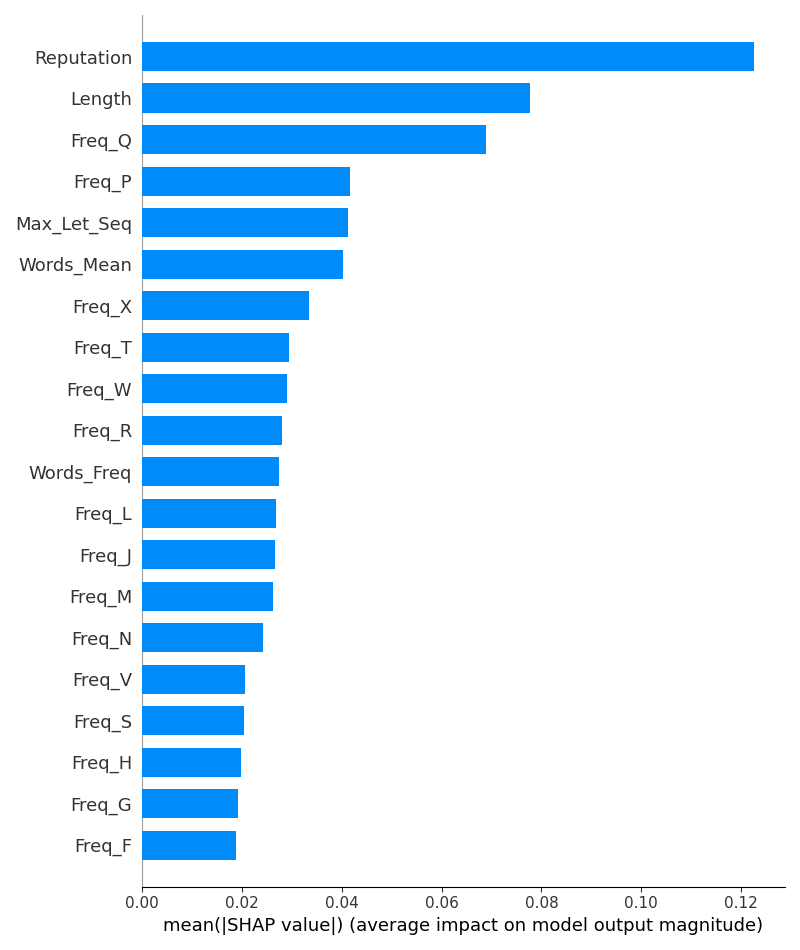 Reputation
Length
Freq_Q
Freq_P
Max_Let_Seq
Words_Mean
Freq_X
Freq_T
Freq_W
Freq_R
Words_Freq
Freq_L
Freq_J
Freq_M
Freq_N
Freq_V
Freq_S
Freq_H
Freq_G
Freq_F
0.00 0.02 0.04 0.06 0.08 0.10 0.12
mean(|SHAP value|) (average impact on model output magnitude)